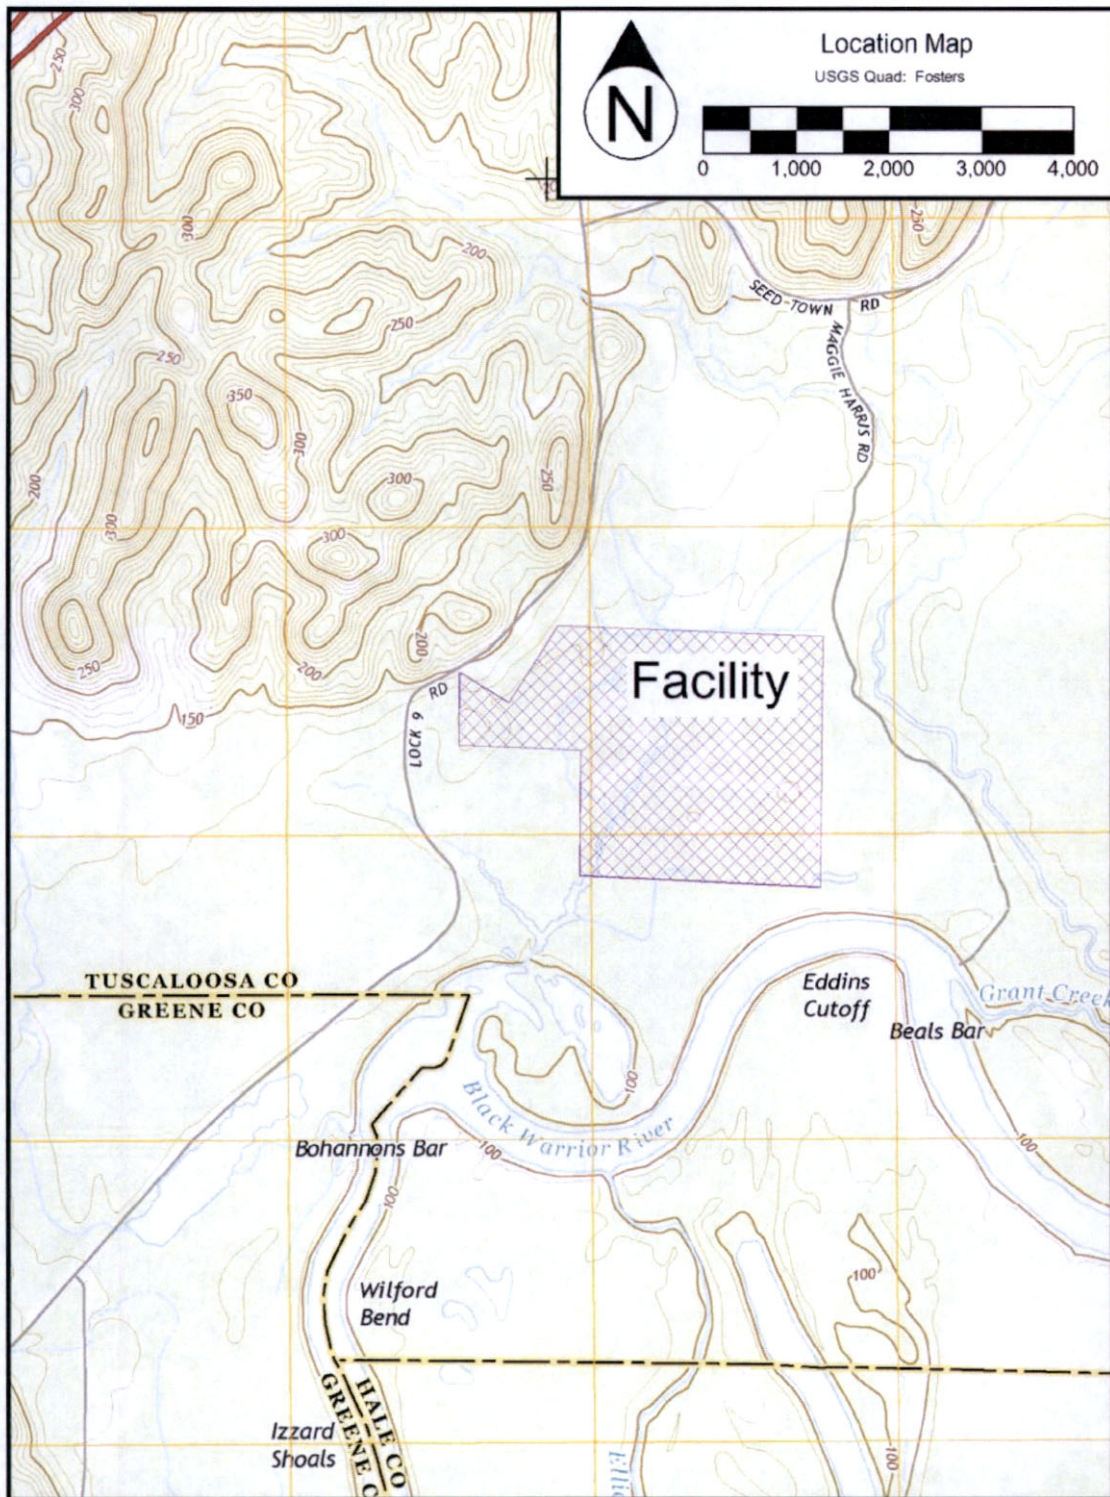 Location Map
USGS Quad: Fosters
N
0 1,000 2,000 3,000 4,000
250
300
300
200
250
250
350
300
300
250
200
300
300
200
250
200
150
250
SEED-TOWN RD
MAGGIE HARRIS RD
LOCK 9 RD
Facility
TUSCALOOSA CO
GREENE CO
Eddins
Cutoff
Grant Creek
Beals Bar
100
Black Warrior River
Bohannons Bar
100
100
100
Wilford
Bend
100
HALE CO
GREENE C
Izzard
Shoals
100